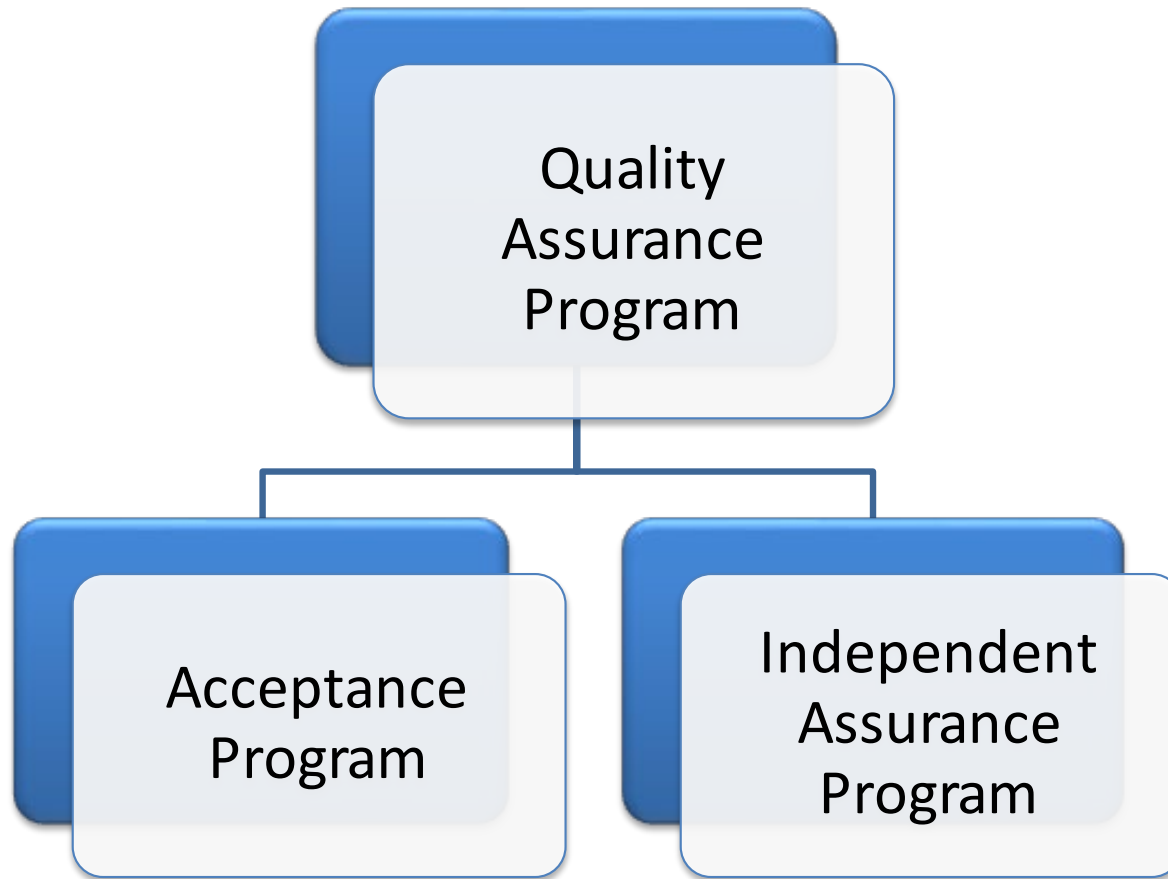 Quality
Assurance
Program
Acceptance
Program
Independent
Assurance
Program